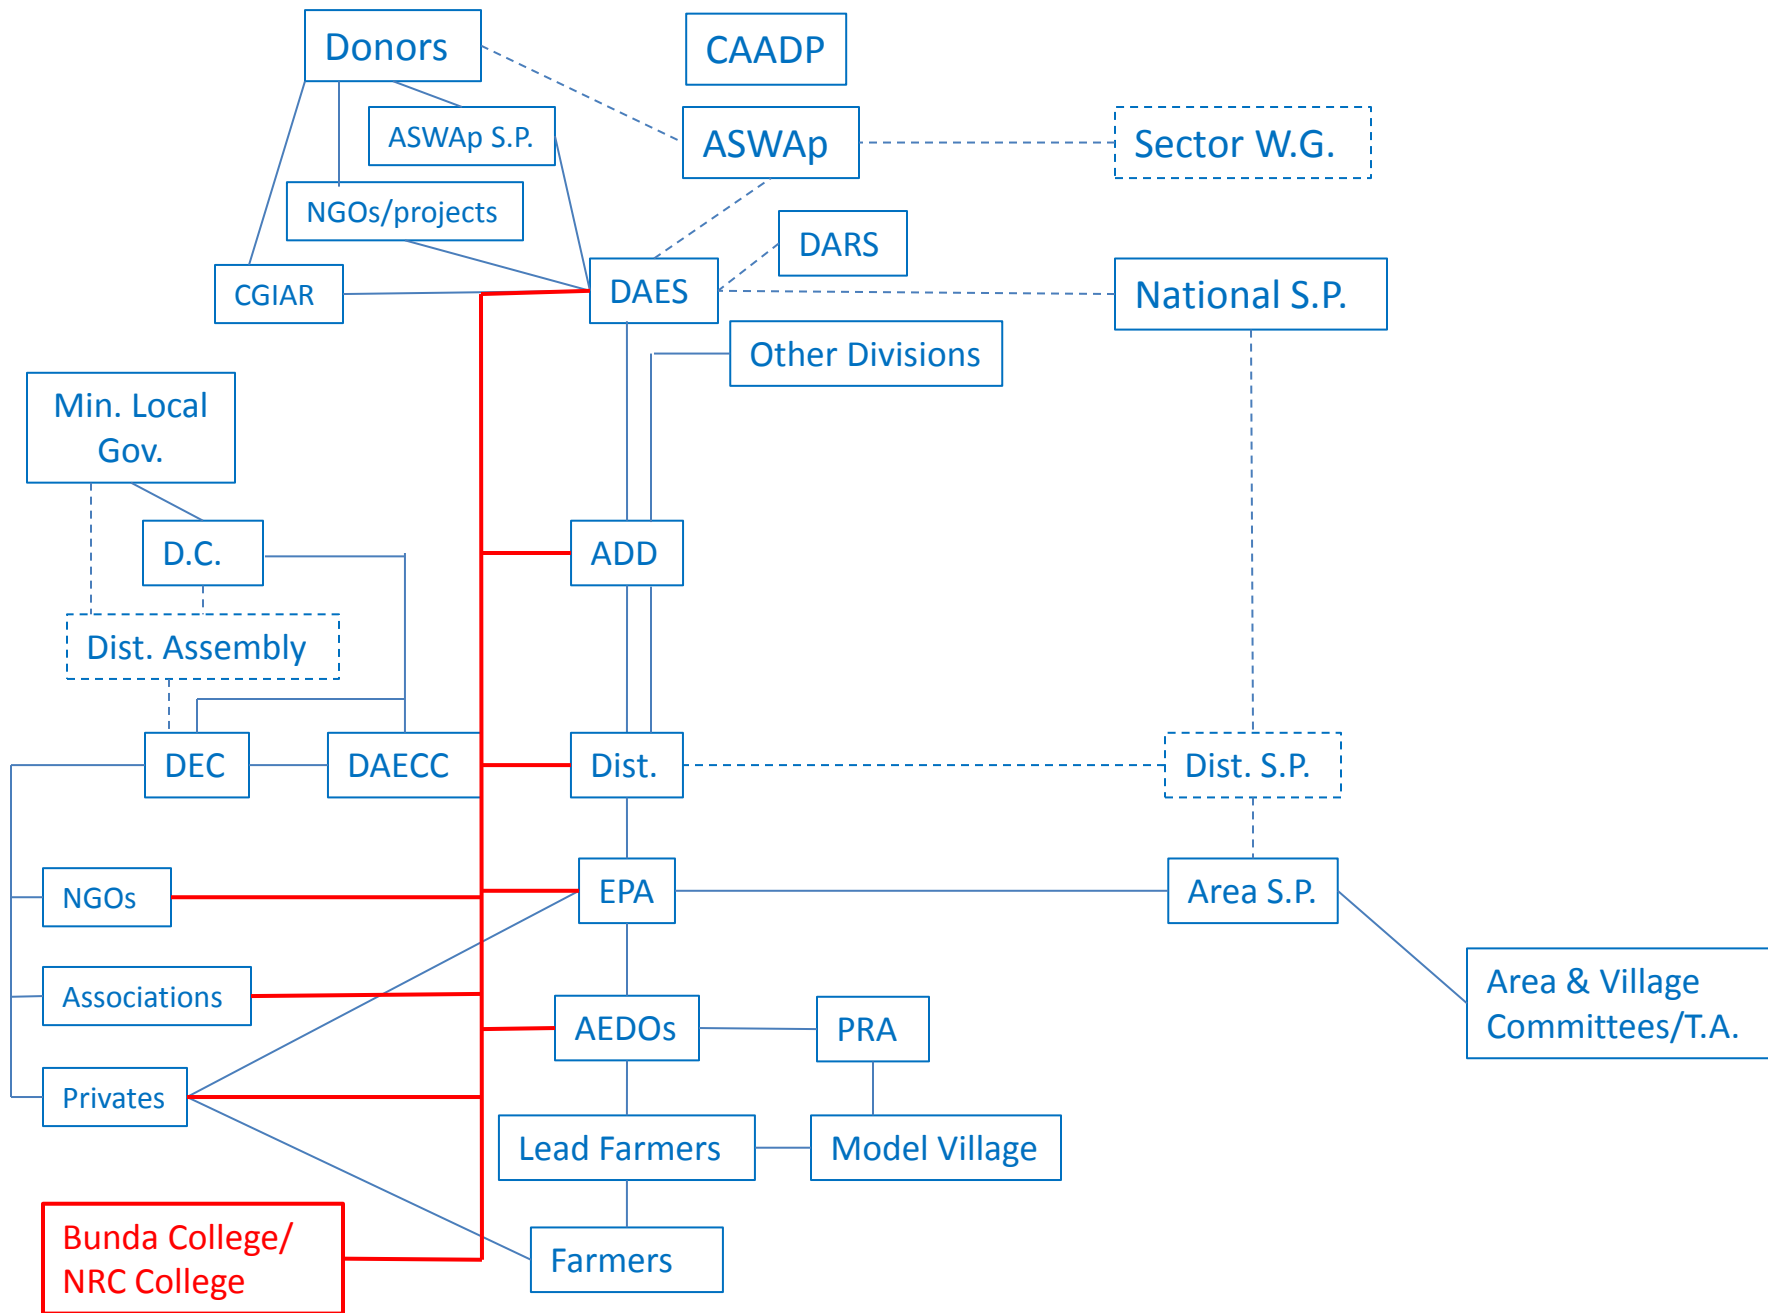 Donors
CAADP
ASWAp S.P.
ASWAp
Sector W.G.
NGOs/projects
DARS
CGIAR
DAES
National S.P.
Other Divisions
Min. Local
Gov.
D.C.
ADD
Dist. Assembly
DEC
DAECC
Dist.
Dist. S.P.
NGOs
EPA
Area S.P.
Associations
AEDOs
PRA
Area & Village
Committees/T.A.
Privates
Lead Farmers
Model Village
Bunda College/
NRC College
Farmers